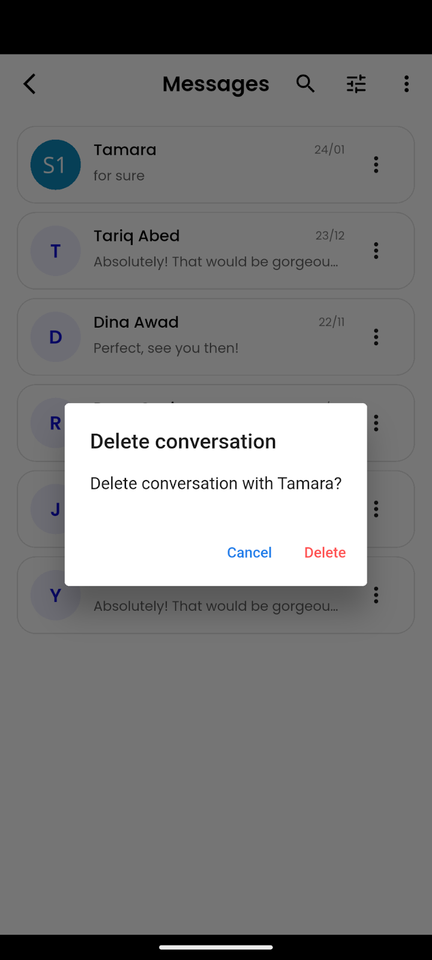 Messages
S1
Tamara
24/01
for sure
T
Tariq Abed
23/12
Absolutely! That would be gorgeou...
D
Dina Awad
22/11
Perfect, see you then!
R
Delete conversation
Delete conversation with Tamara?
J
Cancel
Delete
Y
Absolutely! That would be gorgeou...